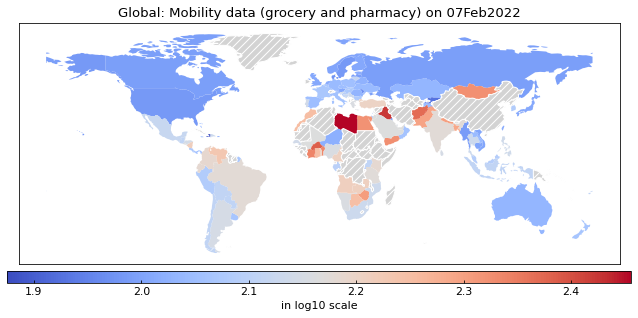 Global: Mobility data (grocery and pharmacy) on 07Feb2022
1.9 2.0 2.1 2.2 2.3 2.4
in log10 scale